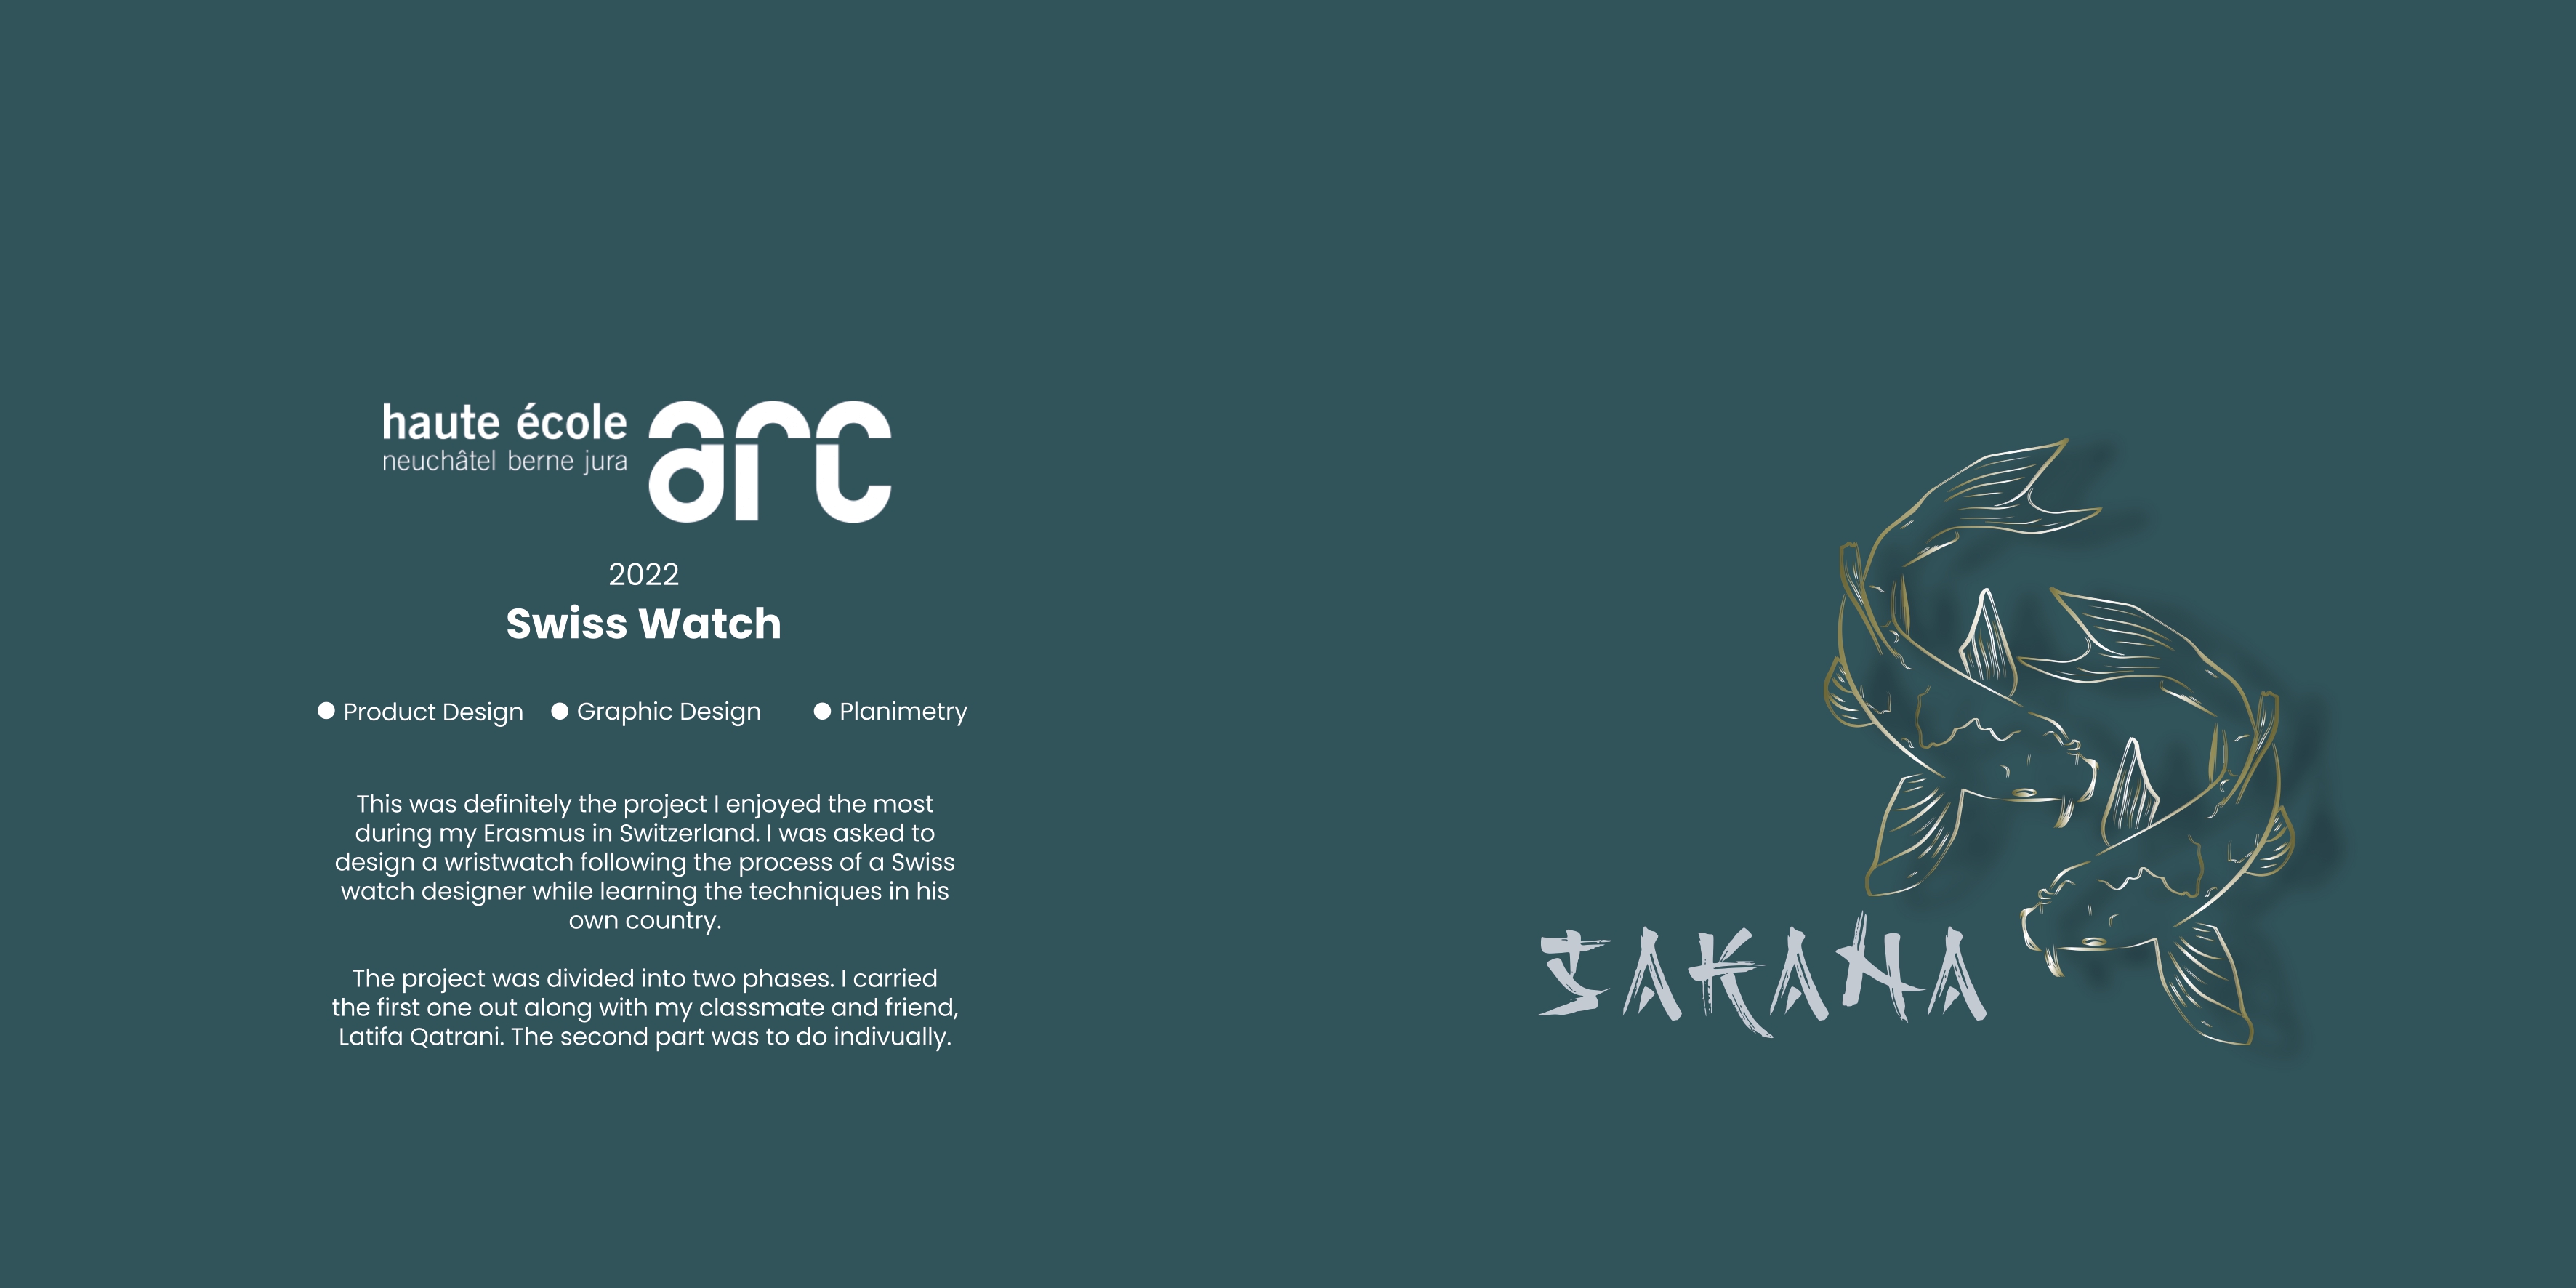 haute école
neuchâtel berne jura
arc
2022
Swiss Watch
Product Design
Graphic Design
Planimetry
This was definitely the project I enjoyed the most
during my Erasmus in Switzerland. I was asked to
design a wristwatch following the process of a Swiss
watch designer while learning the techniques in his
own country.
The project was divided into two phases. I carried
the first one out along with my classmate and friend,
Latifa Qatrani. The second part was to do indivually.
SAKANA